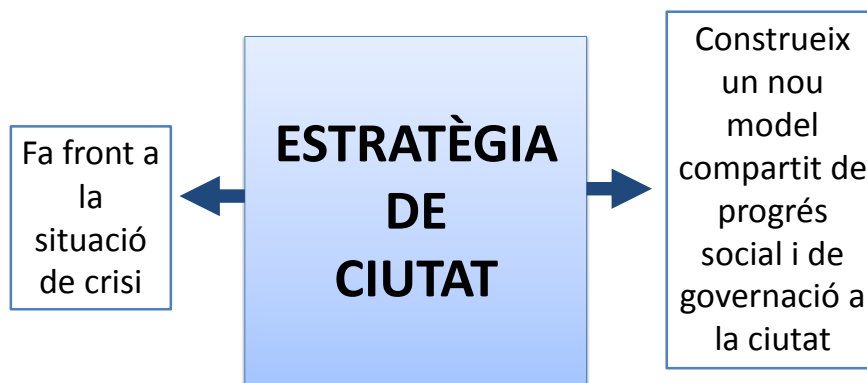 Fa front a
la
situació
de crisi
ESTRATÈGIA
DE
CIUTAT
Construeix
un nou
model
compartit de
progrés
social i de
governació a
la ciutat